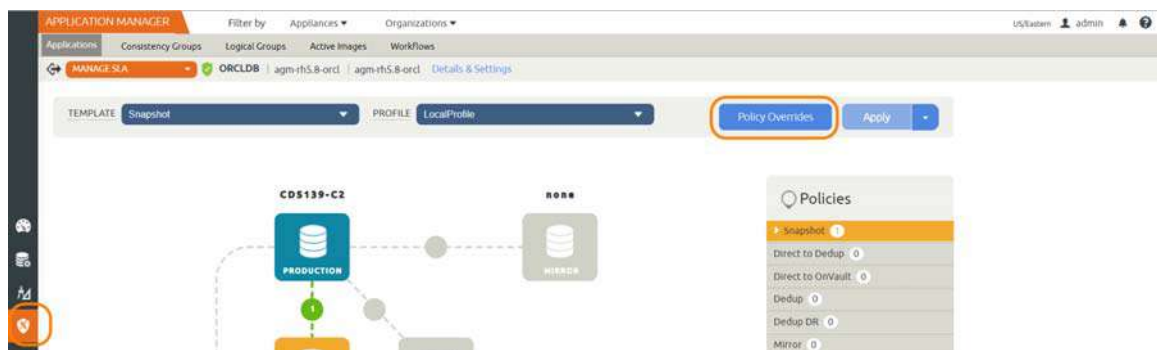 APPLICATION MANAGER Filter by Appliances Organizations US/Eastern admin
Applications Consistency Groups Logical Groups Active Images Workflows
MANAGE SLA ORCLDB agm-rh5.8-orcl agm-rh5.8-orcl Details & Settings
TEMPLATE Snapshot PROFILE LocalProfile Policy Overrides Apply
CDS139-C2 none Policies
Snapshot 1
Direct to Dedup 0
PRODUCTION MIRROR
Direct to OnVault 0
Dedup 0
1
Dedup DR 0
Mirror 0